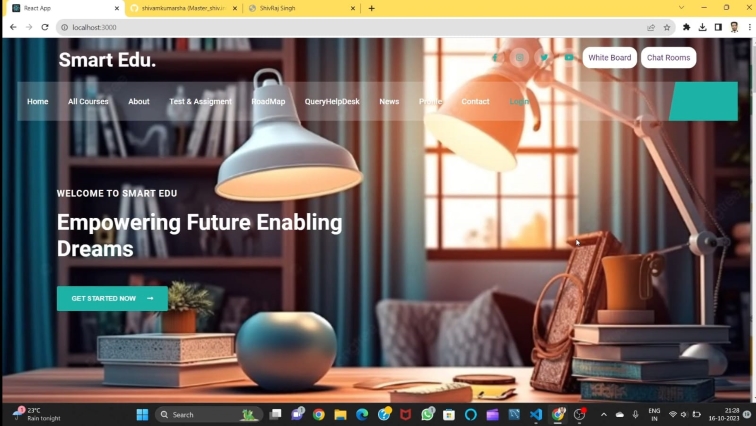 React App
shivamkumarsha (Master_shiv.in
ShivRaj Singh
localhost:3000
Smart Edu.
White Board
Chat Rooms
Home
All Courses
About
Test & Assigment
RoadMap
QueryHelpDesk
News
Profile
Contact
Login
WELCOME TO SMART EDU
Empowering Future Enabling
Dreams
GET STARTED NOW
23°C
Rain tonight
Search
ENG
IN
21:28
16-10-2023